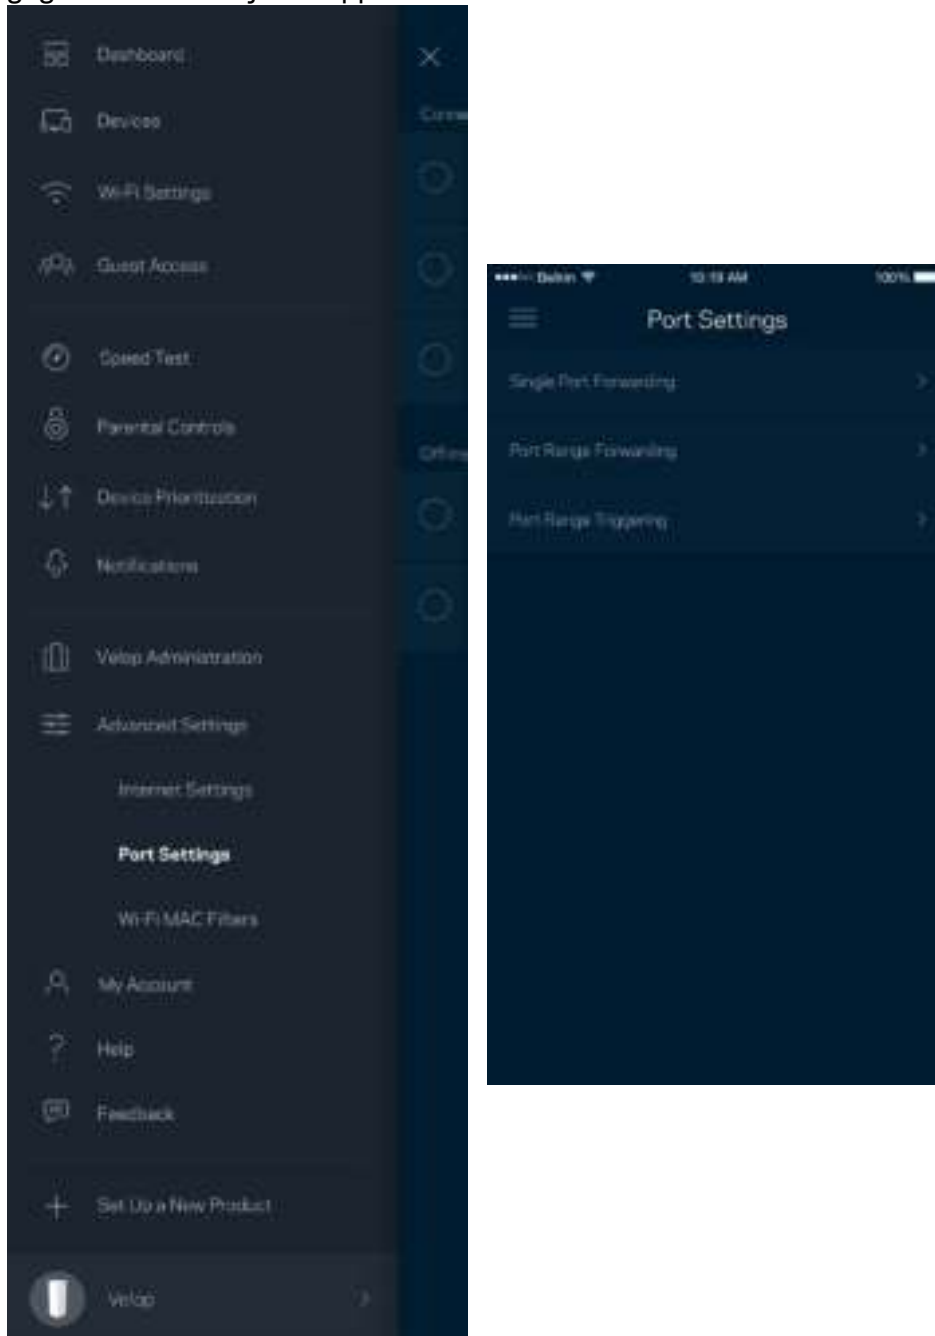 Dashboard
Devices
Wi-Fi Settings
Guest Access
Speed Test
Parental Controls
Device Prioritization
Notifications
Velop Administration
Advanced Settings
Internet Settings
Port Settings
Wi-Fi MAC Filters
My Account
Help
Feedback
Set Up a New Product
Velop
Belkin 10:19 AM 100%
Port Settings
Single Port Forwarding
Port Range Forwarding
Port Range Triggering